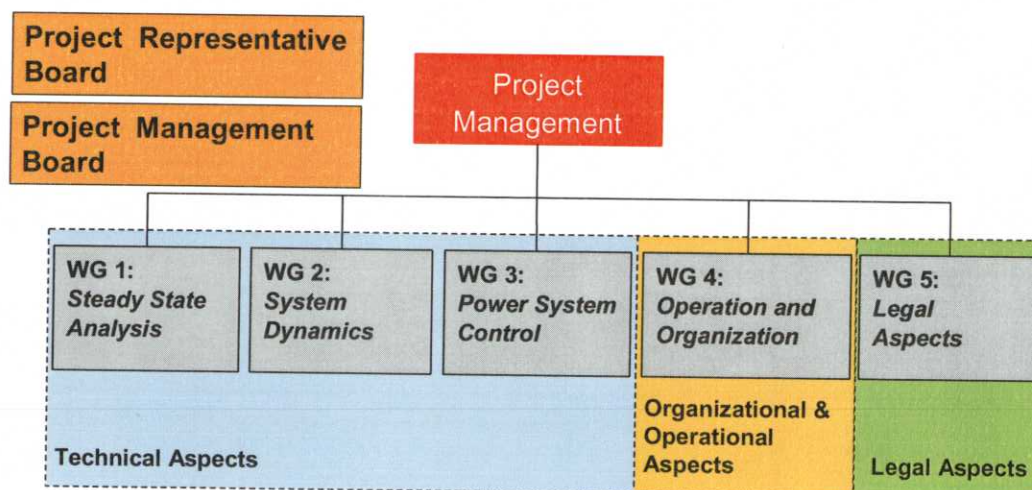 Project Representative
Board
Project Management
Board
Project
Management
WG 1:
Steady State
Analysis
WG 2:
System
Dynamics
WG 3:
Power System
Control
WG 4:
Operation and
Organization
WG 5:
Legal
Aspects
Technical Aspects
Organizational &
Operational
Aspects
Legal Aspects